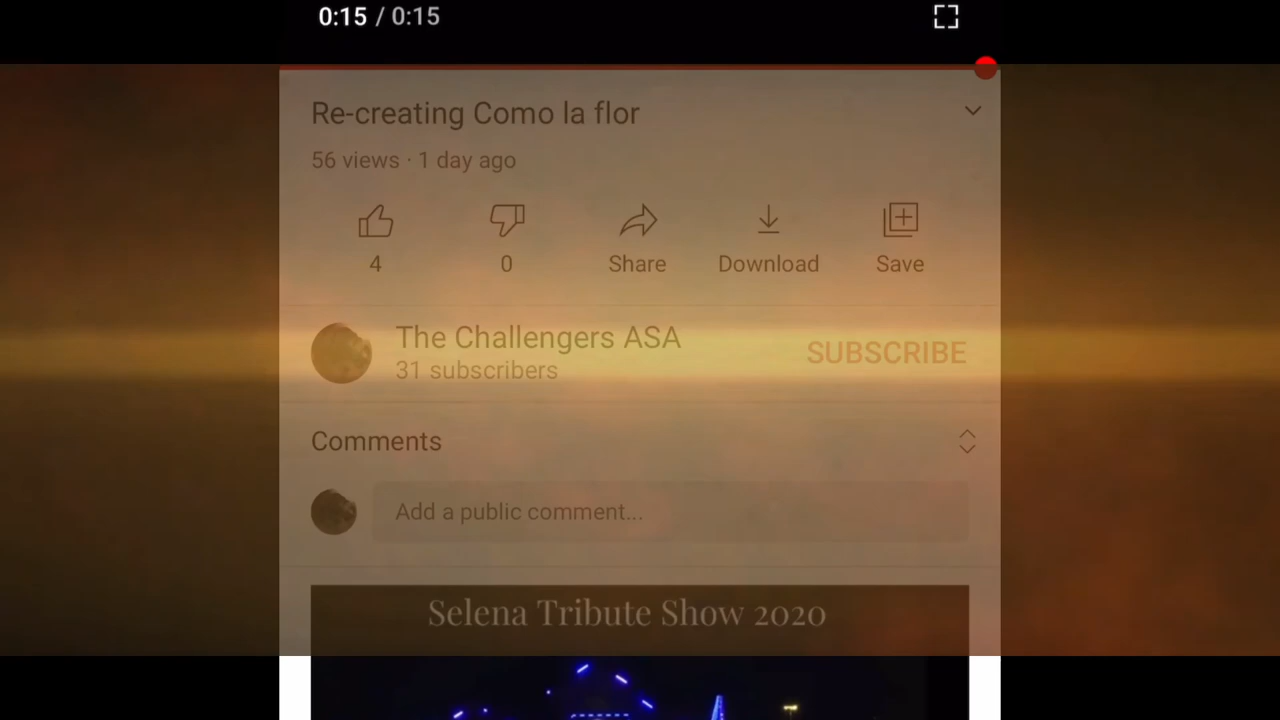 0:15 / 0:15
Re-creating Como la flor
56 views · 1 day ago
4 0 Share Download Save
The Challengers ASA
SUBSCRIBE
31 subscribers
Comments
Add a public comment...
Selena Tribute Show 2020